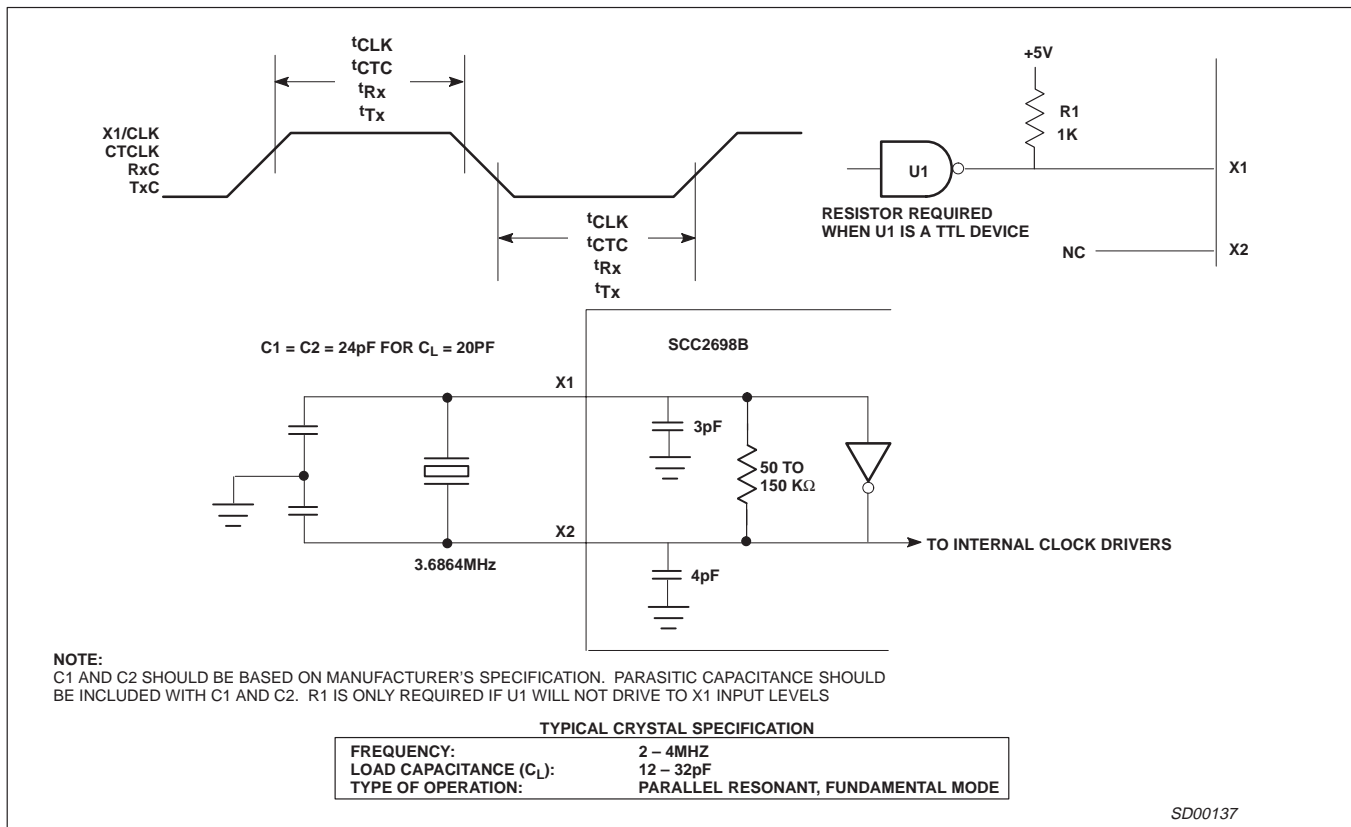 tCLK
tCTC
tRx
tTx
X1/CLK
CTCLK
RxC
TxC
tCLK
tCTC
tRx
tTx
+5V
R1
1K
U1
X1
RESISTOR REQUIRED
WHEN U1 IS A TTL DEVICE
NC
X2
C1 = C2 = 24pF FOR CL = 20PF
SCC2698B
X1
3pF
50 TO
150 KΩ
X2
TO INTERNAL CLOCK DRIVERS
3.6864MHz
4pF
NOTE:
C1 AND C2 SHOULD BE BASED ON MANUFACTURER'S SPECIFICATION. PARASITIC CAPACITANCE SHOULD
BE INCLUDED WITH C1 AND C2. R1 IS ONLY REQUIRED IF U1 WILL NOT DRIVE TO X1 INPUT LEVELS
TYPICAL CRYSTAL SPECIFICATION
FREQUENCY: 2 – 4MHZ
LOAD CAPACITANCE (CL): 12 – 32pF
TYPE OF OPERATION: PARALLEL RESONANT, FUNDAMENTAL MODE
SD00137